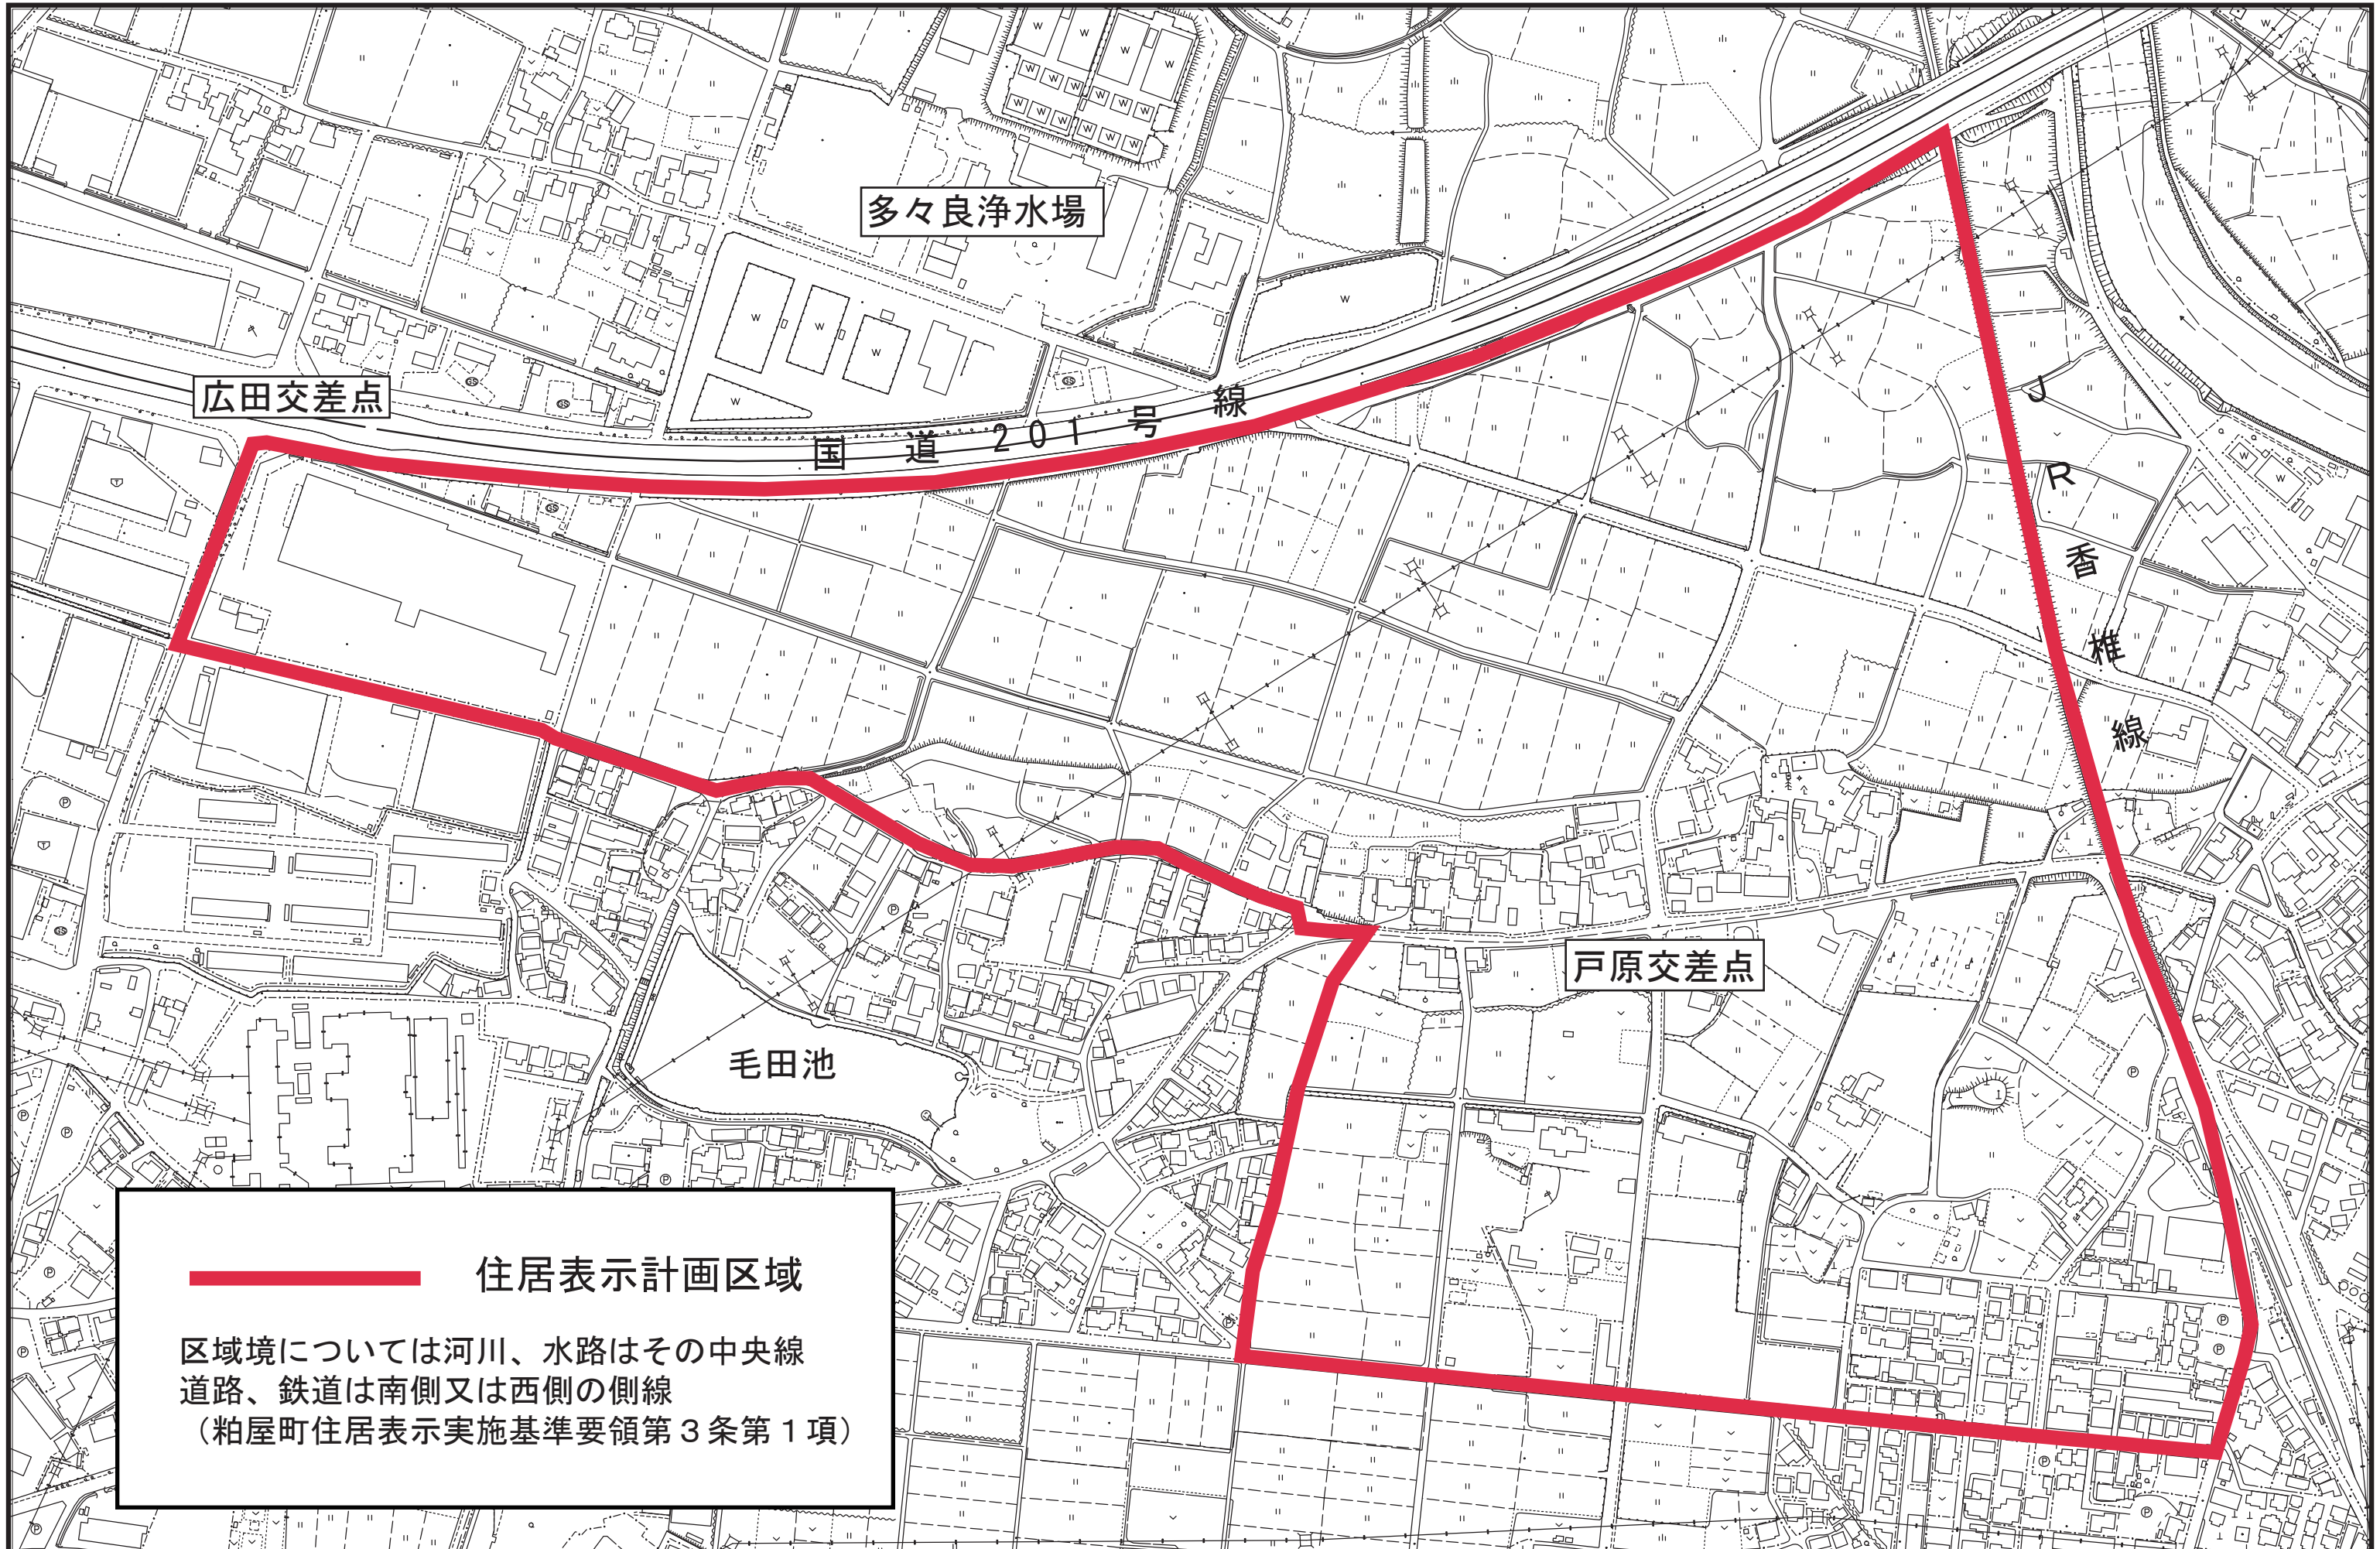 多々良浄水場
広田交差点
国道201号線
JR香椎線
戸原交差点
毛田池
住居表示計画区域
区域境については河川、水路はその中央線
道路、鉄道は南側又は西側の側線
（粕屋町住居表示実施基準要領第３条第１項）